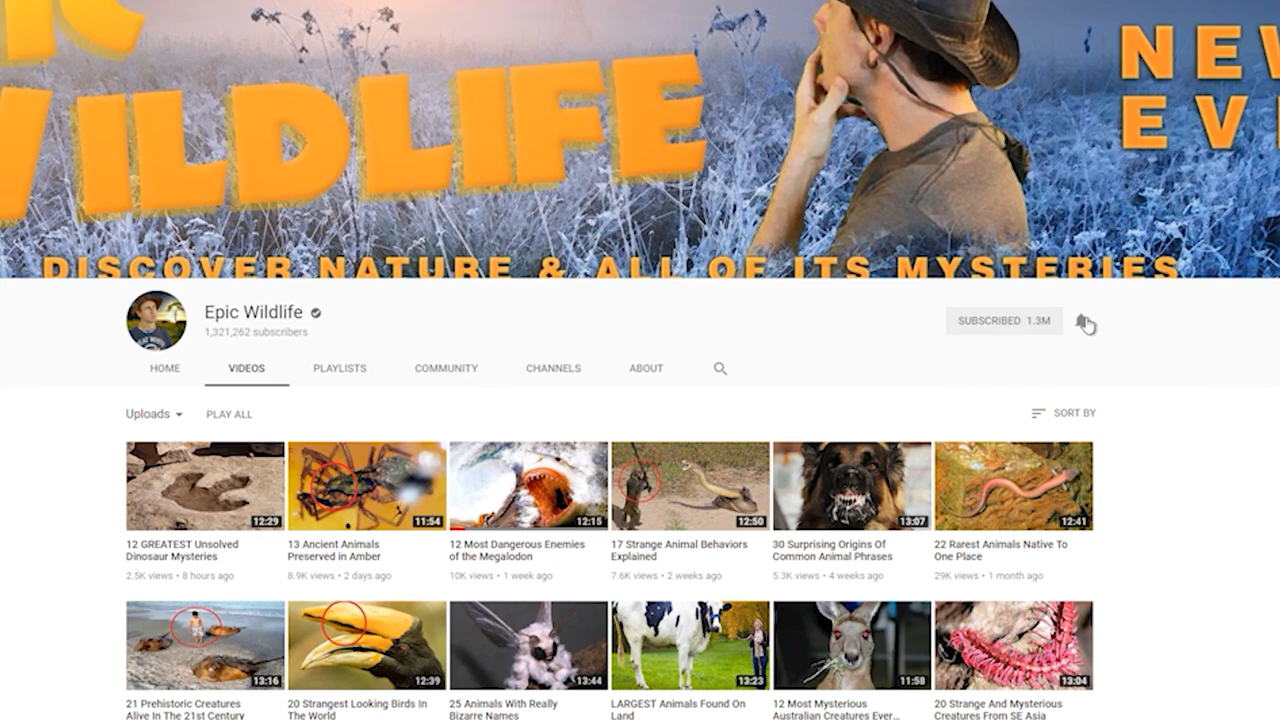 WILDLIFE
NEW
EV
DISCOVER NATURE & ALL OF ITS MYSTERIES
Epic Wildlife
1,321,262 subscribers
SUBSCRIBED 1.3M
HOME VIDEOS PLAYLISTS COMMUNITY CHANNELS ABOUT
Uploads PLAY ALL SORT BY
12:29 11:54 12:15 12:50 13:07 12:41
12 GREATEST Unsolved
Dinosaur Mysteries
2.5K views • 8 hours ago
13 Ancient Animals
Preserved in Amber
8.9K views • 2 days ago
12 Most Dangerous Enemies
of the Megalodon
10K views • 1 week ago
17 Strange Animal Behaviors
Explained
7.6K views • 2 weeks ago
30 Surprising Origins Of
Common Animal Phrases
5.3K views • 4 weeks ago
22 Rarest Animals Native To
One Place
29K views • 1 month ago
13:16 12:39 13:44 13:23 11:58 13:04
21 Prehistoric Creatures
Alive In The 21st Century
20 Strangest Looking Birds In
The World
25 Animals With Really
Bizarre Names
LARGEST Animals Found On
Land
12 Most Mysterious
Australian Creatures Ever...
20 Strange And Mysterious
Creatures From SE Asia